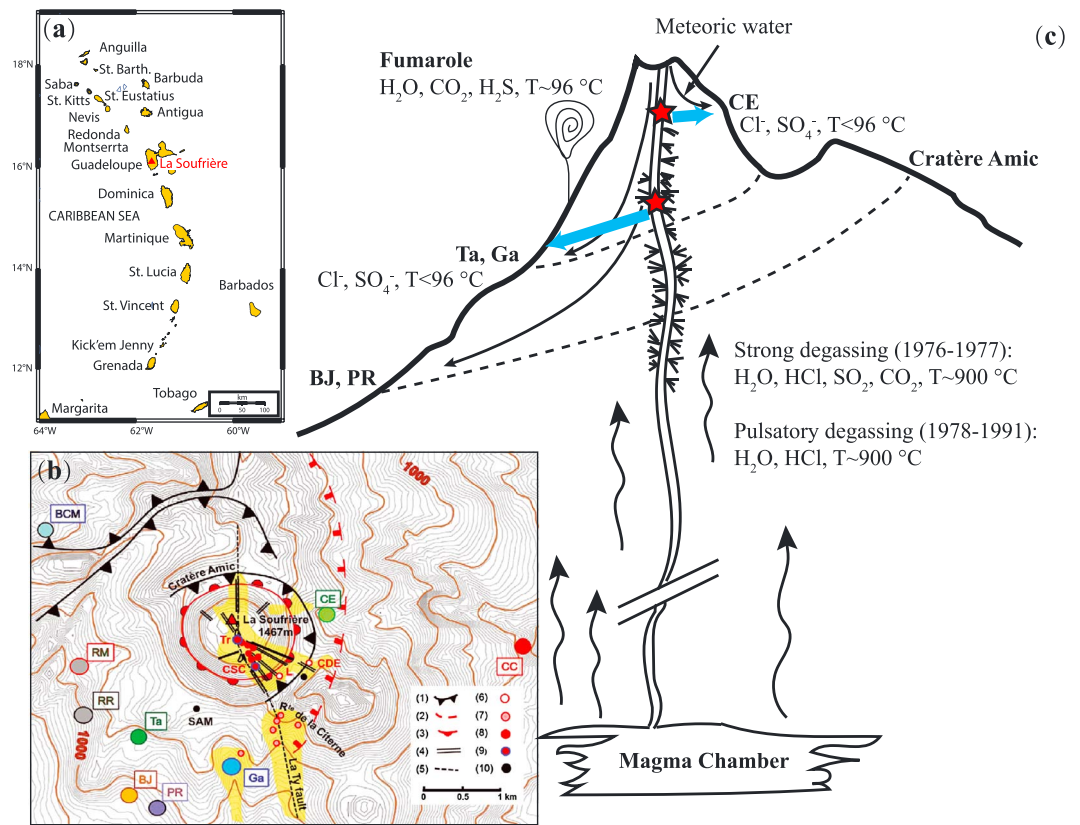 (a)
18°N
16°N
14°N
12°N
64°W
62°W
60°W
Anguilla
St. Barth.
Saba
Barbuda
St. Eustatius
St. Kitts
Nevis
Antigua
Redonda
Montserrta
Guadeloupe
La Soufrière
Dominica
CARIBBEAN SEA
Martinique
St. Lucia
Barbados
St. Vincent
Kick'em Jenny
Grenada
Tobago
Margarita
km
0 50 100
(b)
1000
BCM
Cratère Amic
CE
La Soufrière
1467m
Tr
RM
CSC
L
CDE
CC
RR
SAM
Rle de la Citerne
Ta
1000
La Ty fault
Ga
BJ
PR
(1) (6)
(2) (7)
(3) (8)
(4) (9)
(5) (10)
0 0.5 1 km
(c)
Meteoric water
Fumarole
H2O, CO2, H2S, T~96 °C
CE
Cl-, SO4-, T<96 °C
Cratère Amic
Ta, Ga
Cl-, SO4-, T<96 °C
BJ, PR
Strong degassing (1976-1977):
H2O, HCl, SO2, CO2, T~900 °C
Pulsatory degassing (1978-1991):
H2O, HCl, T~900 °C
Magma Chamber